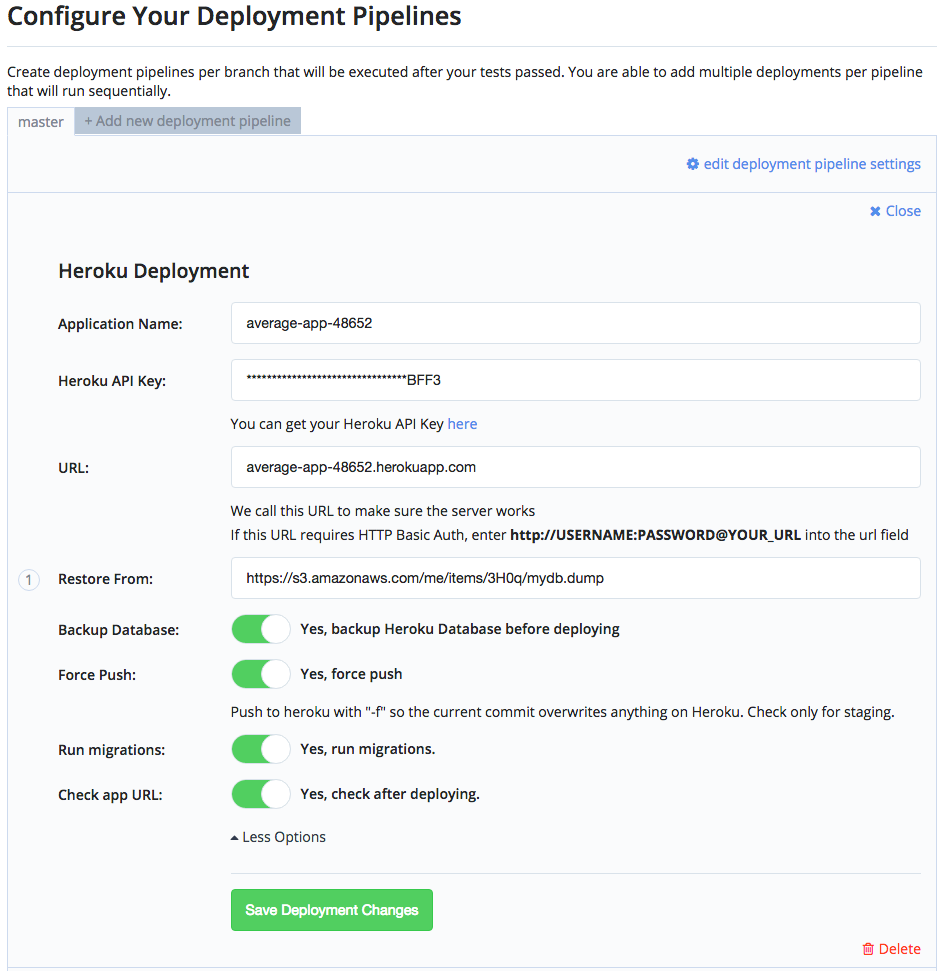 Configure Your Deployment Pipelines
Create deployment pipelines per branch that will be executed after your tests passed. You are able to add multiple deployments per pipeline
that will run sequentially.
master
+ Add new deployment pipeline
edit deployment pipeline settings
Close
Heroku Deployment
Application Name:
average-app-48652
Heroku API Key:
********************************BFF3
You can get your Heroku API Key here
URL:
average-app-48652.herokuapp.com
We call this URL to make sure the server works
If this URL requires HTTP Basic Auth, enter http://USERNAME:PASSWORD@YOUR_URL into the url field
1
Restore From:
https://s3.amazonaws.com/me/items/3H0q/mydb.dump
Backup Database:
Yes, backup Heroku Database before deploying
Force Push:
Yes, force push
Push to heroku with "-f" so the current commit overwrites anything on Heroku. Check only for staging.
Run migrations:
Yes, run migrations.
Check app URL:
Yes, check after deploying.
Less Options
Save Deployment Changes
Delete